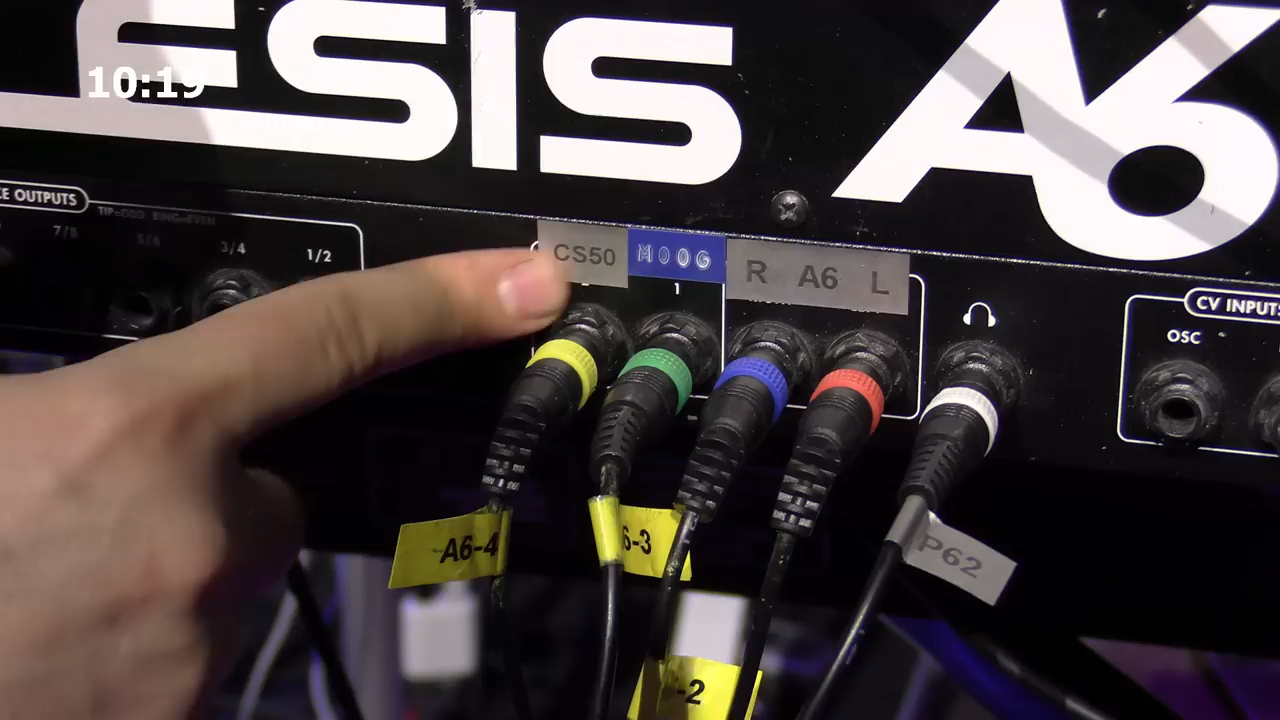 ESIS A6
10:19
CE OUTPUTS
TIP=ODD RING=EVEN
7/8 5/6 3/4 1/2
CS50 MOOG R A6 L
1
CV INPUTS
OSC
A6-4
6-3
P62
-2